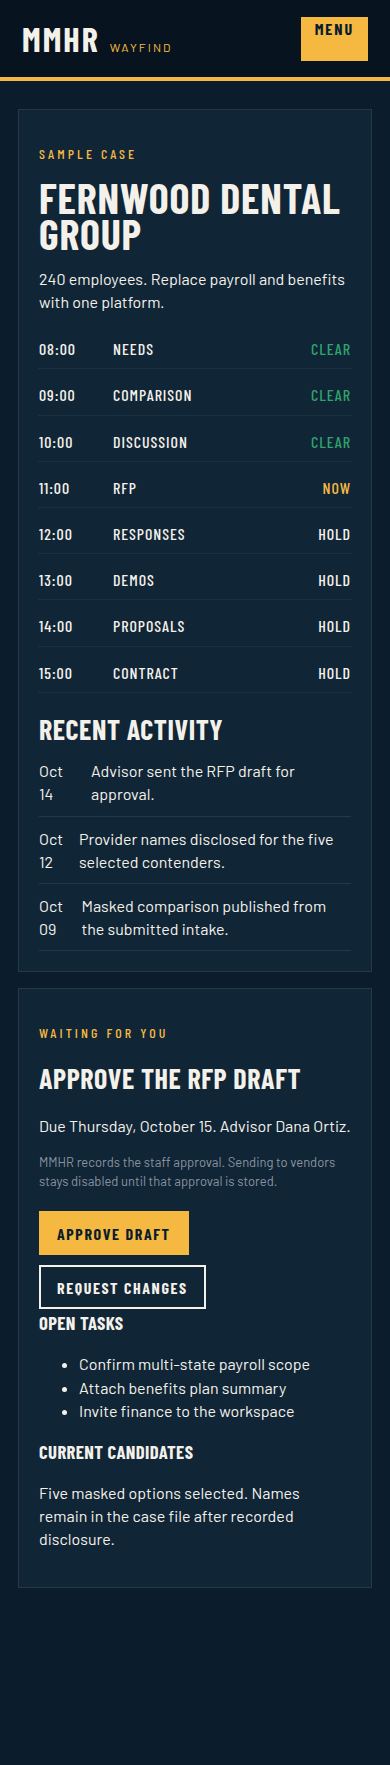 MMHR WAYFIND MENU
SAMPLE CASE
FERNWOOD DENTAL
GROUP
240 employees. Replace payroll and benefits
with one platform.
08:00 NEEDS CLEAR
09:00 COMPARISON CLEAR
10:00 DISCUSSION CLEAR
11:00 RFP NOW
12:00 RESPONSES HOLD
13:00 DEMOS HOLD
14:00 PROPOSALS HOLD
15:00 CONTRACT HOLD
RECENT ACTIVITY
Oct 14 Advisor sent the RFP draft for
approval.
Oct 12 Provider names disclosed for the five
selected contenders.
Oct 09 Masked comparison published from
the submitted intake.
WAITING FOR YOU
APPROVE THE RFP DRAFT
Due Thursday, October 15. Advisor Dana Ortiz.
MMHR records the staff approval. Sending to vendors
stays disabled until that approval is stored.
APPROVE DRAFT
REQUEST CHANGES
OPEN TASKS
• Confirm multi-state payroll scope
• Attach benefits plan summary
• Invite finance to the workspace
CURRENT CANDIDATES
Five masked options selected. Names
remain in the case file after recorded
disclosure.